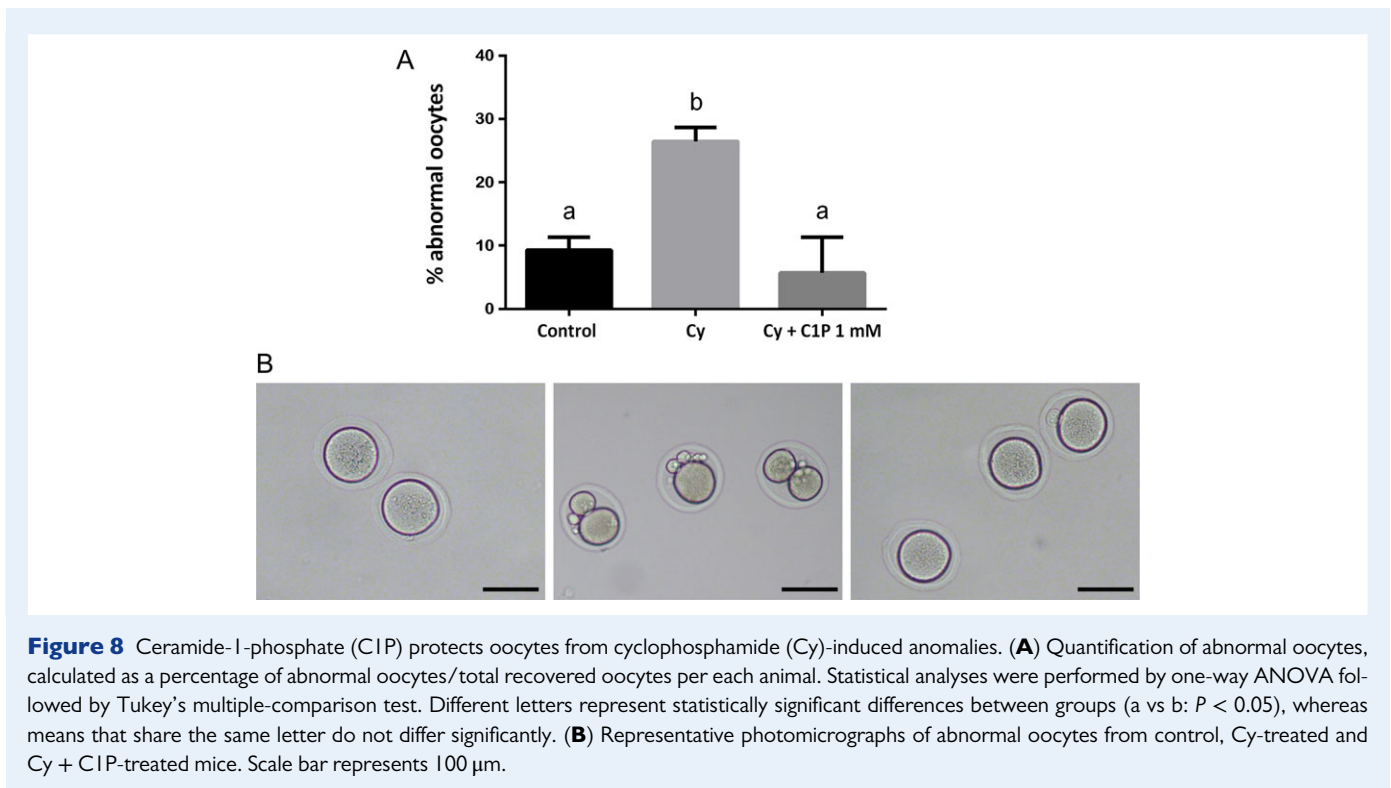 A
40
b
30
% abnormal oocytes
20
a
a
10
0
Control
Cy
Cy + C1P 1 mM
B
Figure 8 Ceramide-1-phosphate (C1P) protects oocytes from cyclophosphamide (Cy)-induced anomalies. (A) Quantification of abnormal oocytes,
calculated as a percentage of abnormal oocytes/total recovered oocytes per each animal. Statistical analyses were performed by one-way ANOVA fol-
lowed by Tukey's multiple-comparison test. Different letters represent statistically significant differences between groups (a vs b: P < 0.05), whereas
means that share the same letter do not differ significantly. (B) Representative photomicrographs of abnormal oocytes from control, Cy-treated and
Cy + C1P-treated mice. Scale bar represents 100 μm.